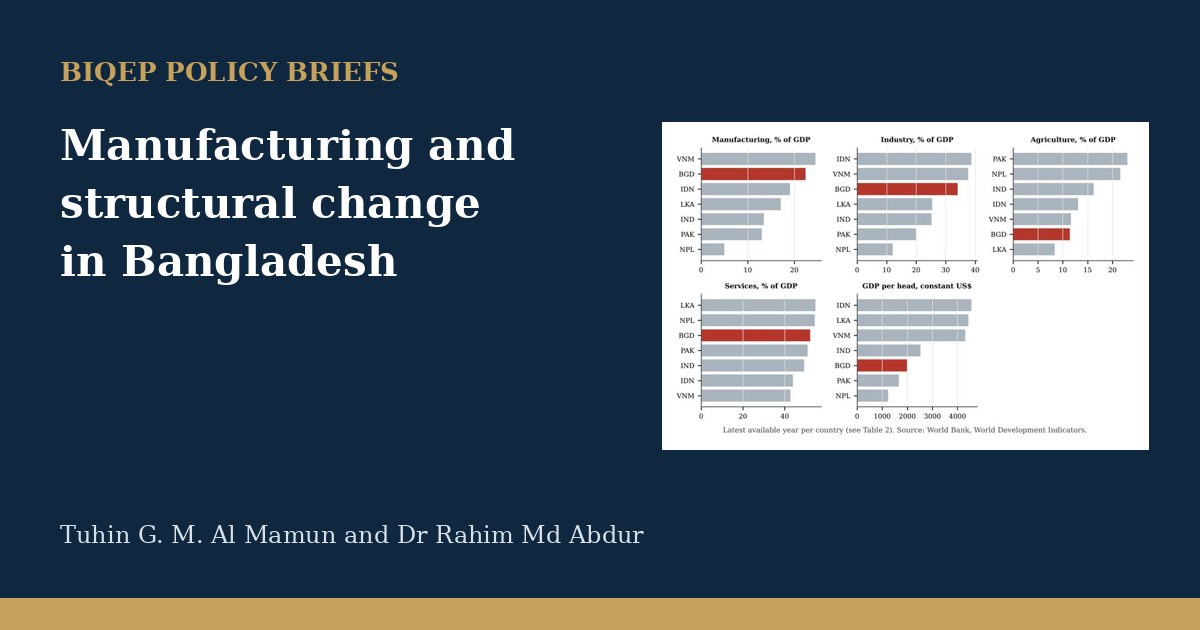 BIQEP POLICY BRIEFS
Manufacturing and
structural change
in Bangladesh
Manufacturing, % of GDP
VNM
BGD
IDN
LKA
IND
PAK
NPL
0 10 20
Industry, % of GDP
IDN
VNM
BGD
LKA
IND
PAK
NPL
0 10 20 30 40
Agriculture, % of GDP
PAK
NPL
IND
IDN
VNM
BGD
LKA
0 5 10 15 20
Services, % of GDP
LKA
NPL
BGD
PAK
IND
IDN
VNM
0 20 40
GDP per head, constant US$
IDN
LKA
VNM
IND
BGD
PAK
NPL
0 1000 2000 3000 4000
Latest available year per country (see Table 2). Source: World Bank, World Development Indicators.
Tuhin G. M. Al Mamun and Dr Rahim Md Abdur